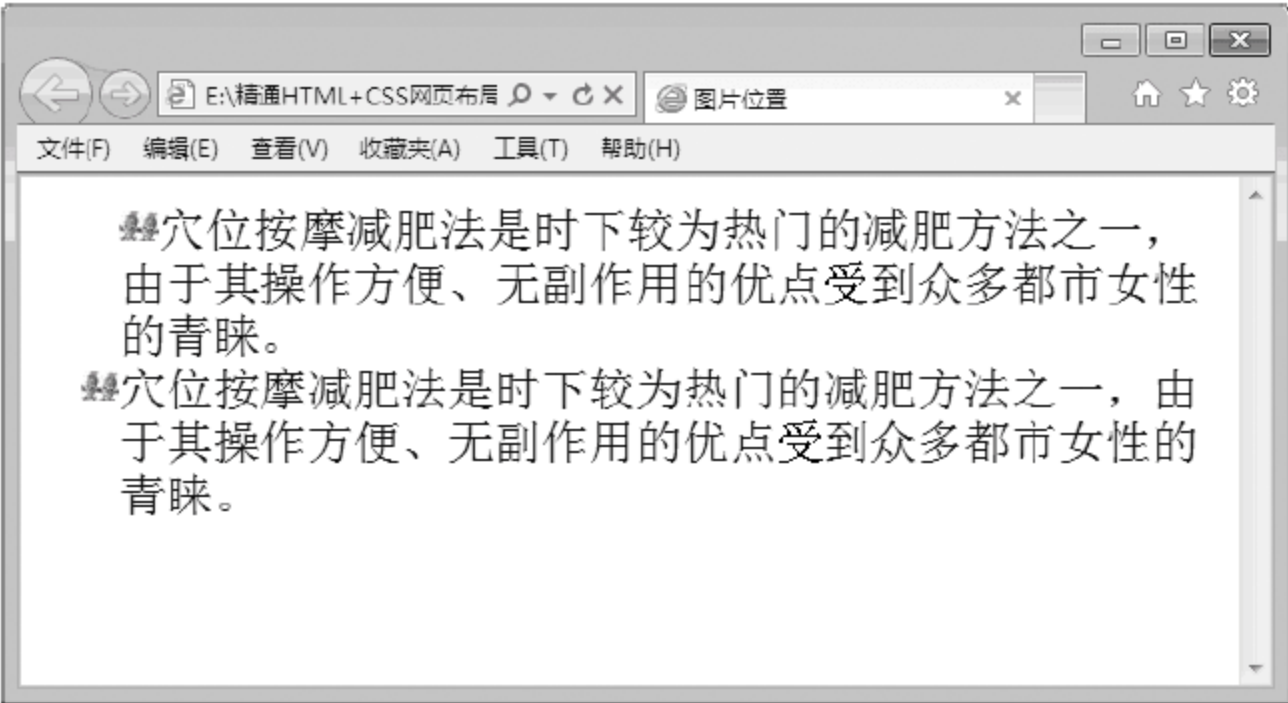 E:\精通HTML+CSS网页布局
图片位置
文件(F) 编辑(E) 查看(V) 收藏夹(A) 工具(T) 帮助(H)
穴位按摩减肥法是时下较为热门的减肥方法之一，
由于其操作方便、无副作用的优点受到众多都市女性
的青睐。
穴位按摩减肥法是时下较为热门的减肥方法之一，由
于其操作方便、无副作用的优点受到众多都市女性的
青睐。